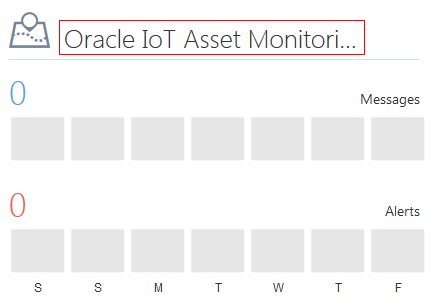 Oracle IoT Asset Monitori...
0
Messages
0
Alerts
S S M T W T F